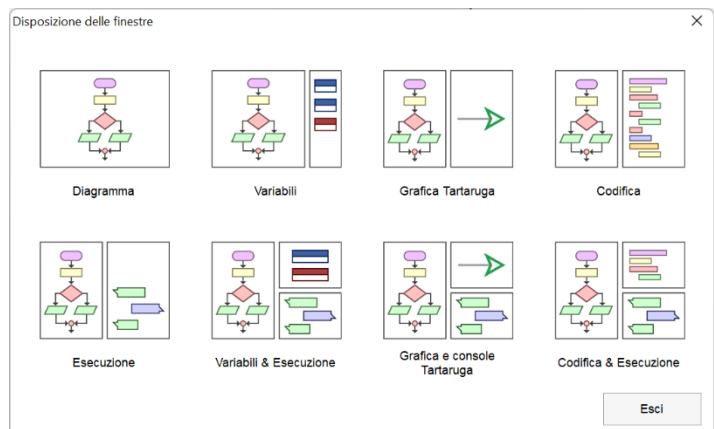 Disposizione delle finestre
Diagramma
Variabili
Grafica Tartaruga
Codifica
Esecuzione
Variabili & Esecuzione
Grafica e console
Tartaruga
Codifica & Esecuzione
Esci